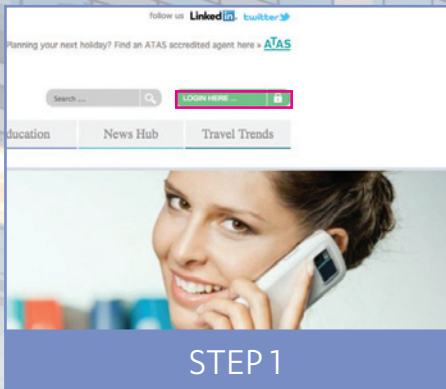 follow us LinkedIn. twitter
Planning your next holiday? Find an ATAS accredited agent here » ATAS
Search ....
LOGIN HERE ...
ducation News Hub Travel Trends
STEP 1